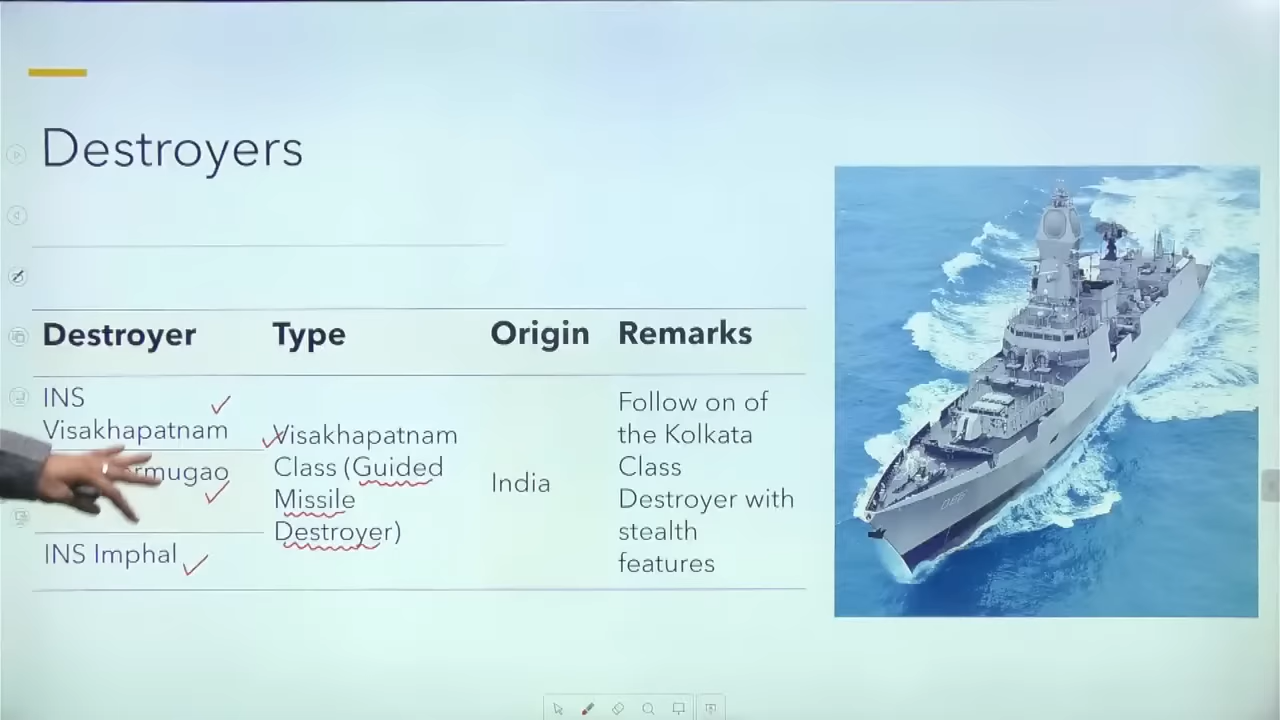 Destroyers
Destroyer Type Origin Remarks
INS
Visakhapatnam
rmugao
INS Imphal
Visakhapatnam
Class (Guided
Missile
Destroyer)
India
Follow on of
the Kolkata
Class
Destroyer with
stealth
features